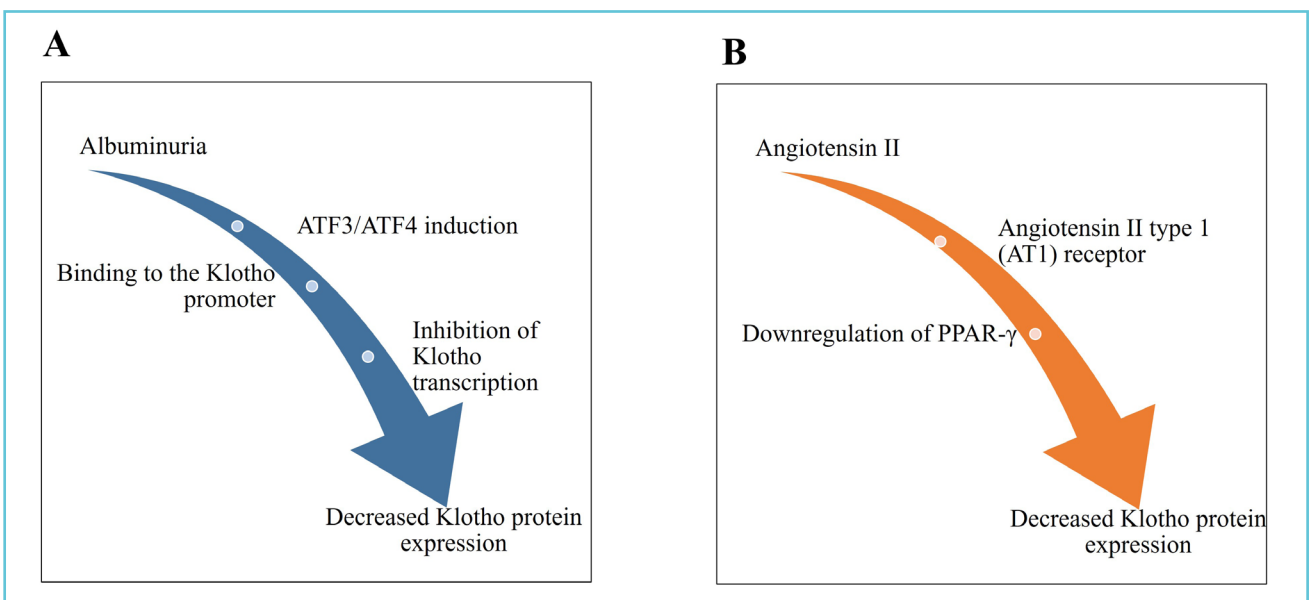 A
Albuminuria
ATF3/ATF4 induction
Binding to the Klotho
promoter
Inhibition of
Klotho
transcription
Decreased Klotho protein
expression
B
Angiotensin II
Angiotensin II type 1
(AT1) receptor
Downregulation of PPAR-γ
Decreased Klotho protein
expression